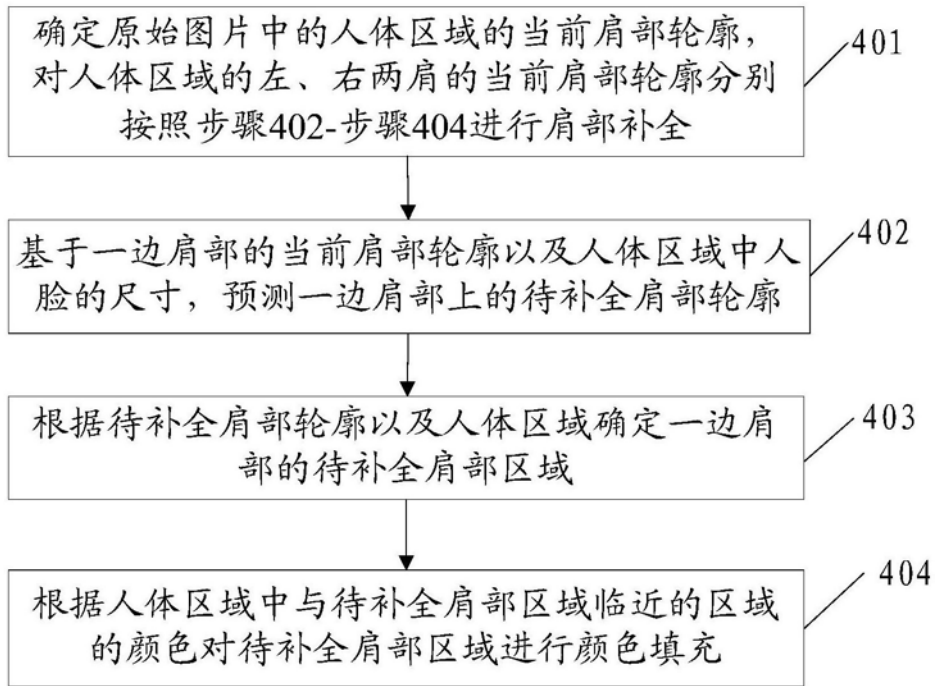 确定原始图片中的人体区域的当前肩部轮廓，
对人体区域的左、右两肩的当前肩部轮廓分别
按照步骤402-步骤404进行肩部补全
401
基于一边肩部的当前肩部轮廓以及人体区域中人
脸的尺寸，预测一边肩部上的待补全肩部轮廓
402
根据待补全肩部轮廓以及人体区域确定一边肩
部的待补全肩部区域
403
根据人体区域中与待补全肩部区域临近的区域
的颜色对待补全肩部区域进行颜色填充
404